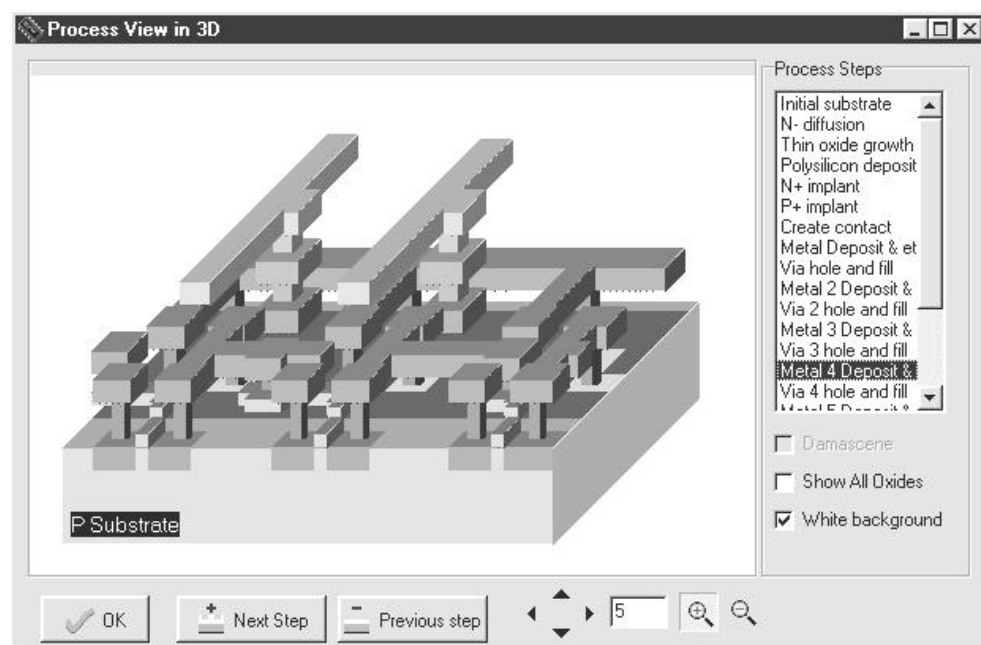 Process View in 3D
Process Steps
Initial substrate
N- diffusion
Thin oxide growth
Polysilicon deposit
N+ implant
P+ implant
Create contact
Metal Deposit & et
Via hole and fill
Metal 2 Deposit &
Via 2 hole and fill
Metal 3 Deposit &
Via 3 hole and fill
Metal 4 Deposit &
Via 4 hole and fill
Metal 5 Deposit &
Damascene
Show All Oxides
White background
P Substrate
OK
Next Step
Previous step
5